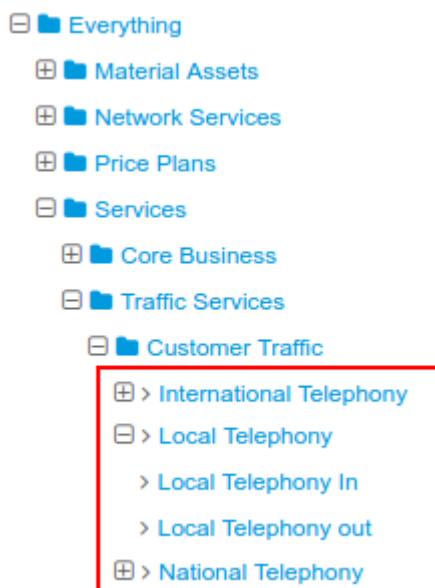 Everything
Material Assets
Network Services
Price Plans
Services
Core Business
Traffic Services
Customer Traffic
> International Telephony
> Local Telephony
> Local Telephony In
> Local Telephony out
> National Telephony